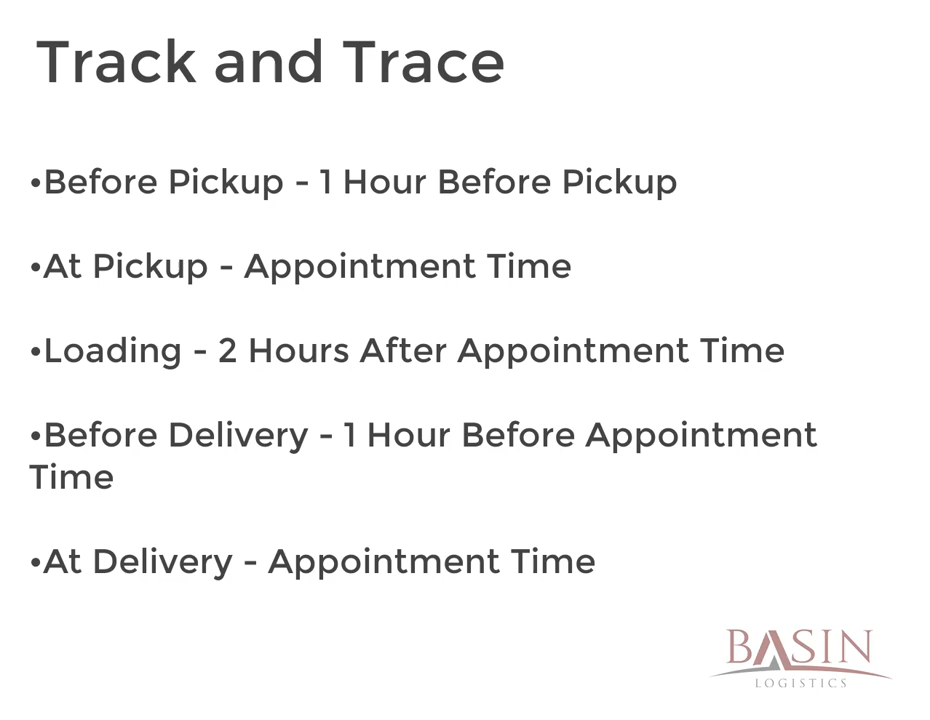 Track and Trace
•Before Pickup - 1 Hour Before Pickup
•At Pickup - Appointment Time
•Loading - 2 Hours After Appointment Time
•Before Delivery - 1 Hour Before Appointment
Time
•At Delivery - Appointment Time
BASIN
LOGISTICS